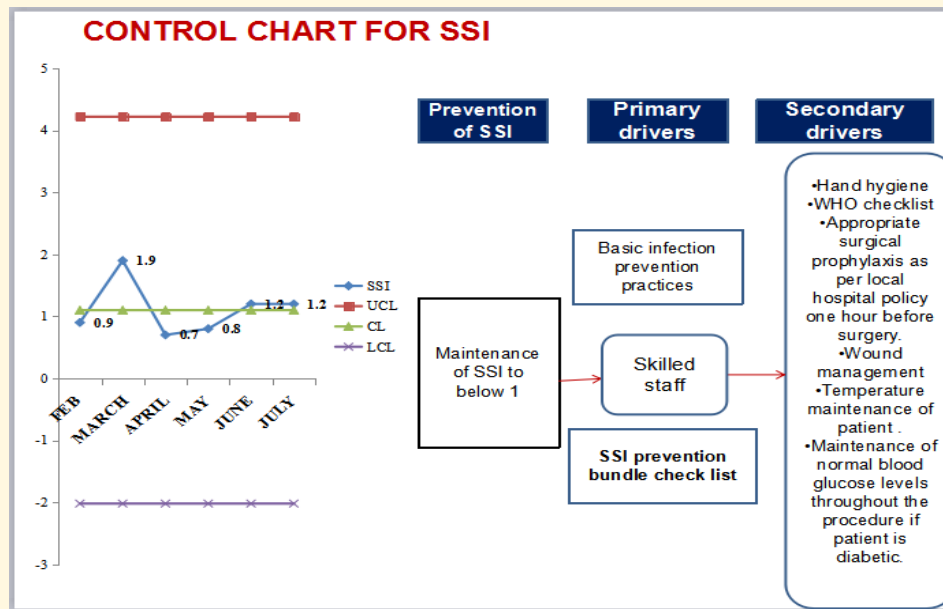 CONTROL CHART FOR SSI
5
4
3
2
1
0
-1
-2
-3
0.9
1.9
0.7
0.8
1.2
1.2
FEB
MARCH
APRIL
MAY
JUNE
JULY
SSI
UCL
CL
LCL
Prevention
of SSI
Maintenance
of SSI to
below 1
Primary
drivers
Basic infection
prevention
practices
Skilled
staff
SSI prevention
bundle check list
Secondary
drivers
•Hand hygiene
•WHO checklist
•Appropriate
surgical
prophylaxis as
per local
hospital policy
one hour before
surgery.
•Wound
management
•Temperature
maintenance of
patient .
•Maintenance of
normal blood
glucose levels
throughout the
procedure if
patient is
diabetic.